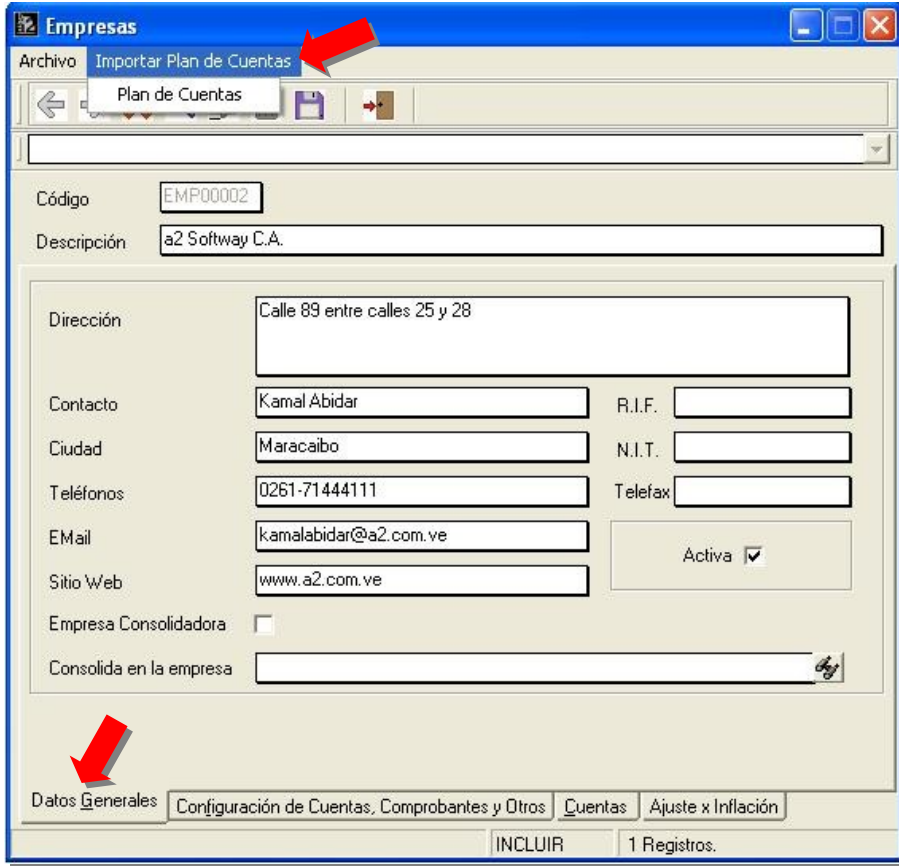 Empresas
Archivo Importar Plan de Cuentas
Plan de Cuentas
Código EMP00002
Descripción a2 Softway C.A.
Dirección Calle 89 entre calles 25 y 28
Contacto Kamal Abidar R.I.F.
Ciudad Maracaibo N.I.T.
Teléfonos 0261-71444111 Telefax
EMail kamalabidar@a2.com.ve
Activa
Sitio Web www.a2.com.ve
Empresa Consolidadora
Consolida en la empresa
Datos Generales Configuración de Cuentas, Comprobantes y Otros Cuentas Ajuste x Inflación
INCLUIR 1 Registros.